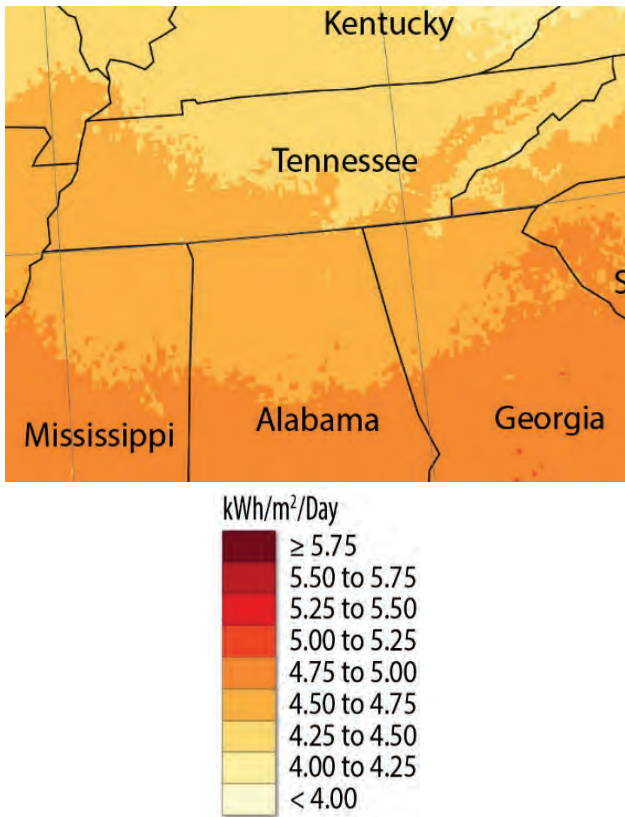 Kentucky
Tennessee
S
Mississippi
Alabama
Georgia
kWh/m²/Day
≥ 5.75
5.50 to 5.75
5.25 to 5.50
5.00 to 5.25
4.75 to 5.00
4.50 to 4.75
4.25 to 4.50
4.00 to 4.25
< 4.00